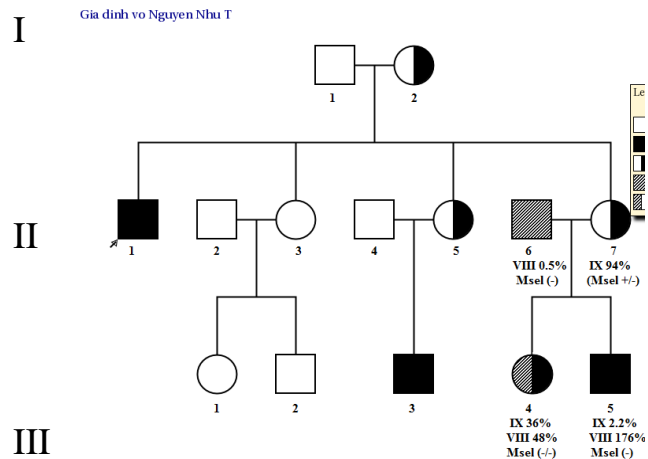 Gia dinh vo Nguyen Nhu T
I
1 2
Le
II
1 2 3 4 5 6 7
VIII 0.5% IX 94%
Msel (-) (Msel +/-)
1 2 3 4 5
IX 36% IX 2.2%
VIII 48% VIII 176%
III Msel (-/-) Msel (-)